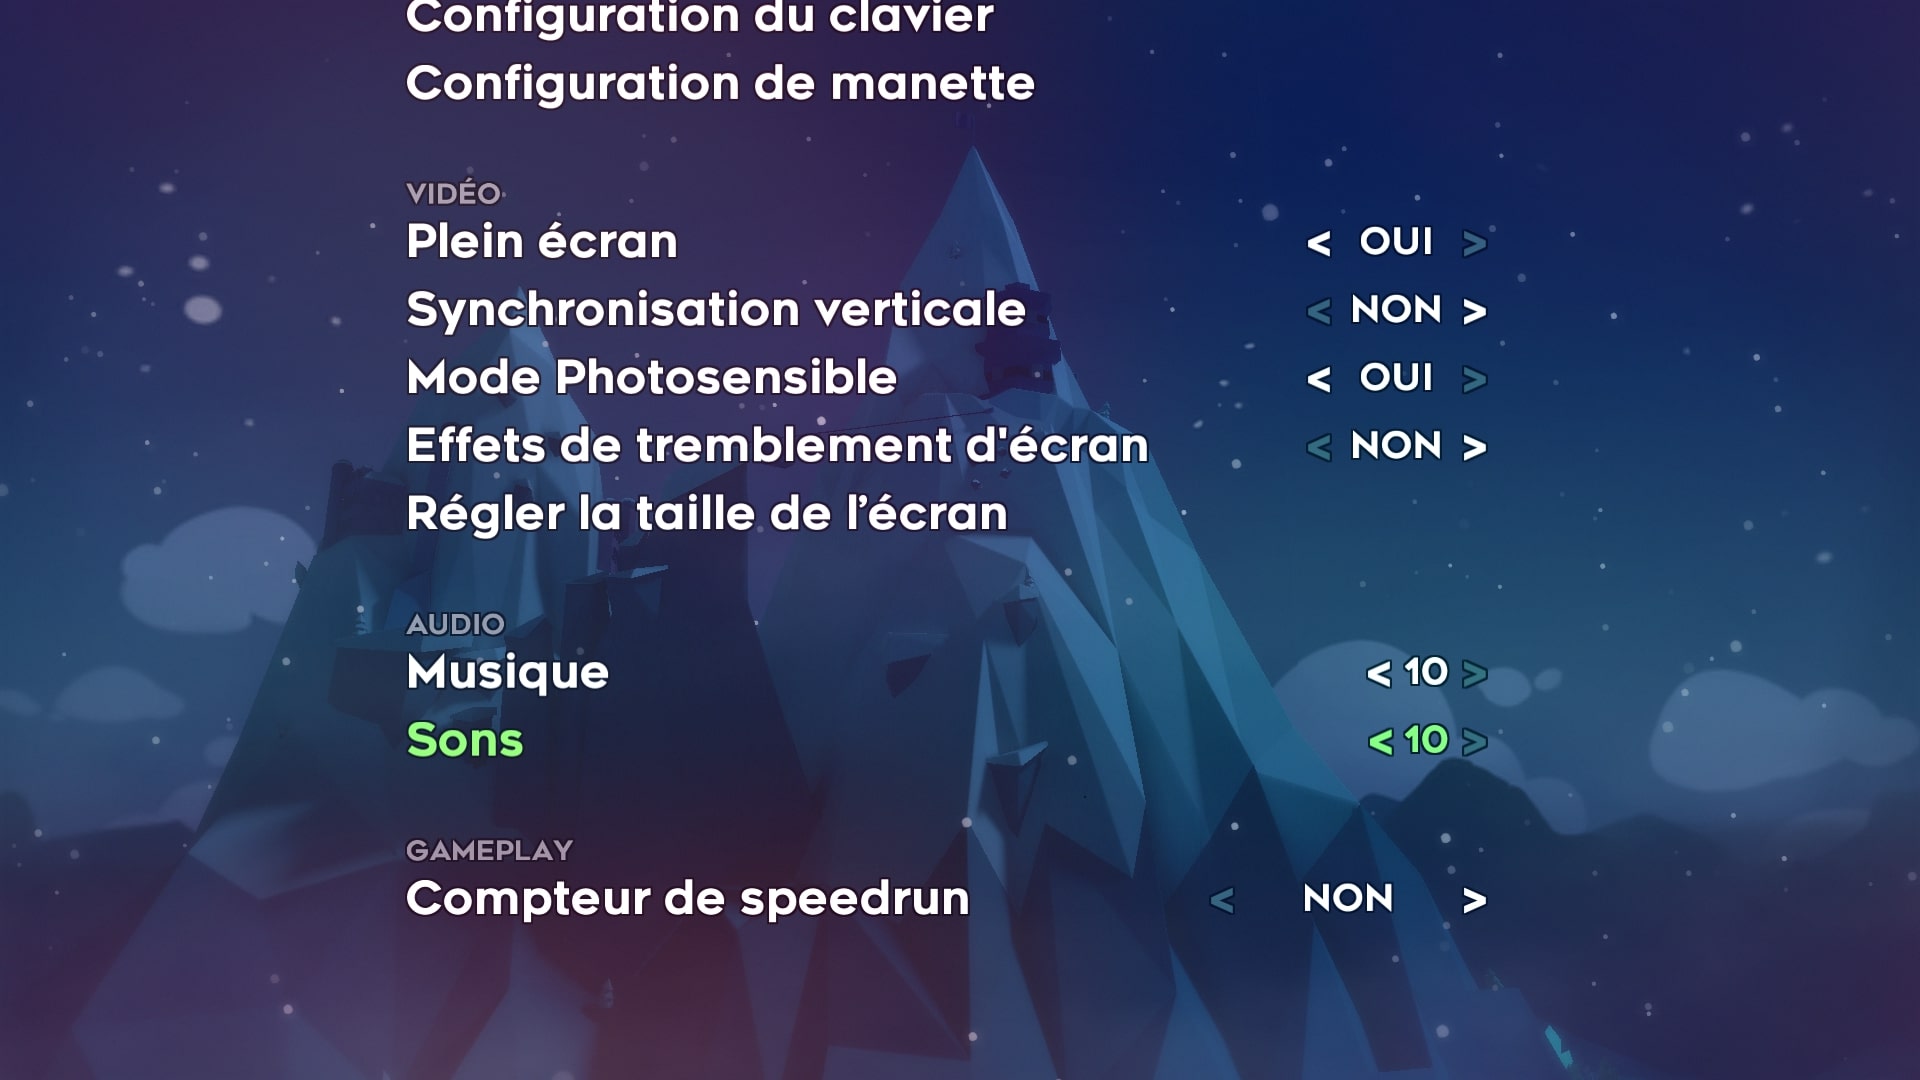 Configuration du clavier
Configuration de manette
VIDÉO
Plein écran < OUI >
Synchronisation verticale < NON >
Mode Photosensible < OUI >
Effets de tremblement d'écran < NON >
Régler la taille de l’écran
AUDIO
Musique < 10 >
Sons < 10 >
GAMEPLAY
Compteur de speedrun < NON >